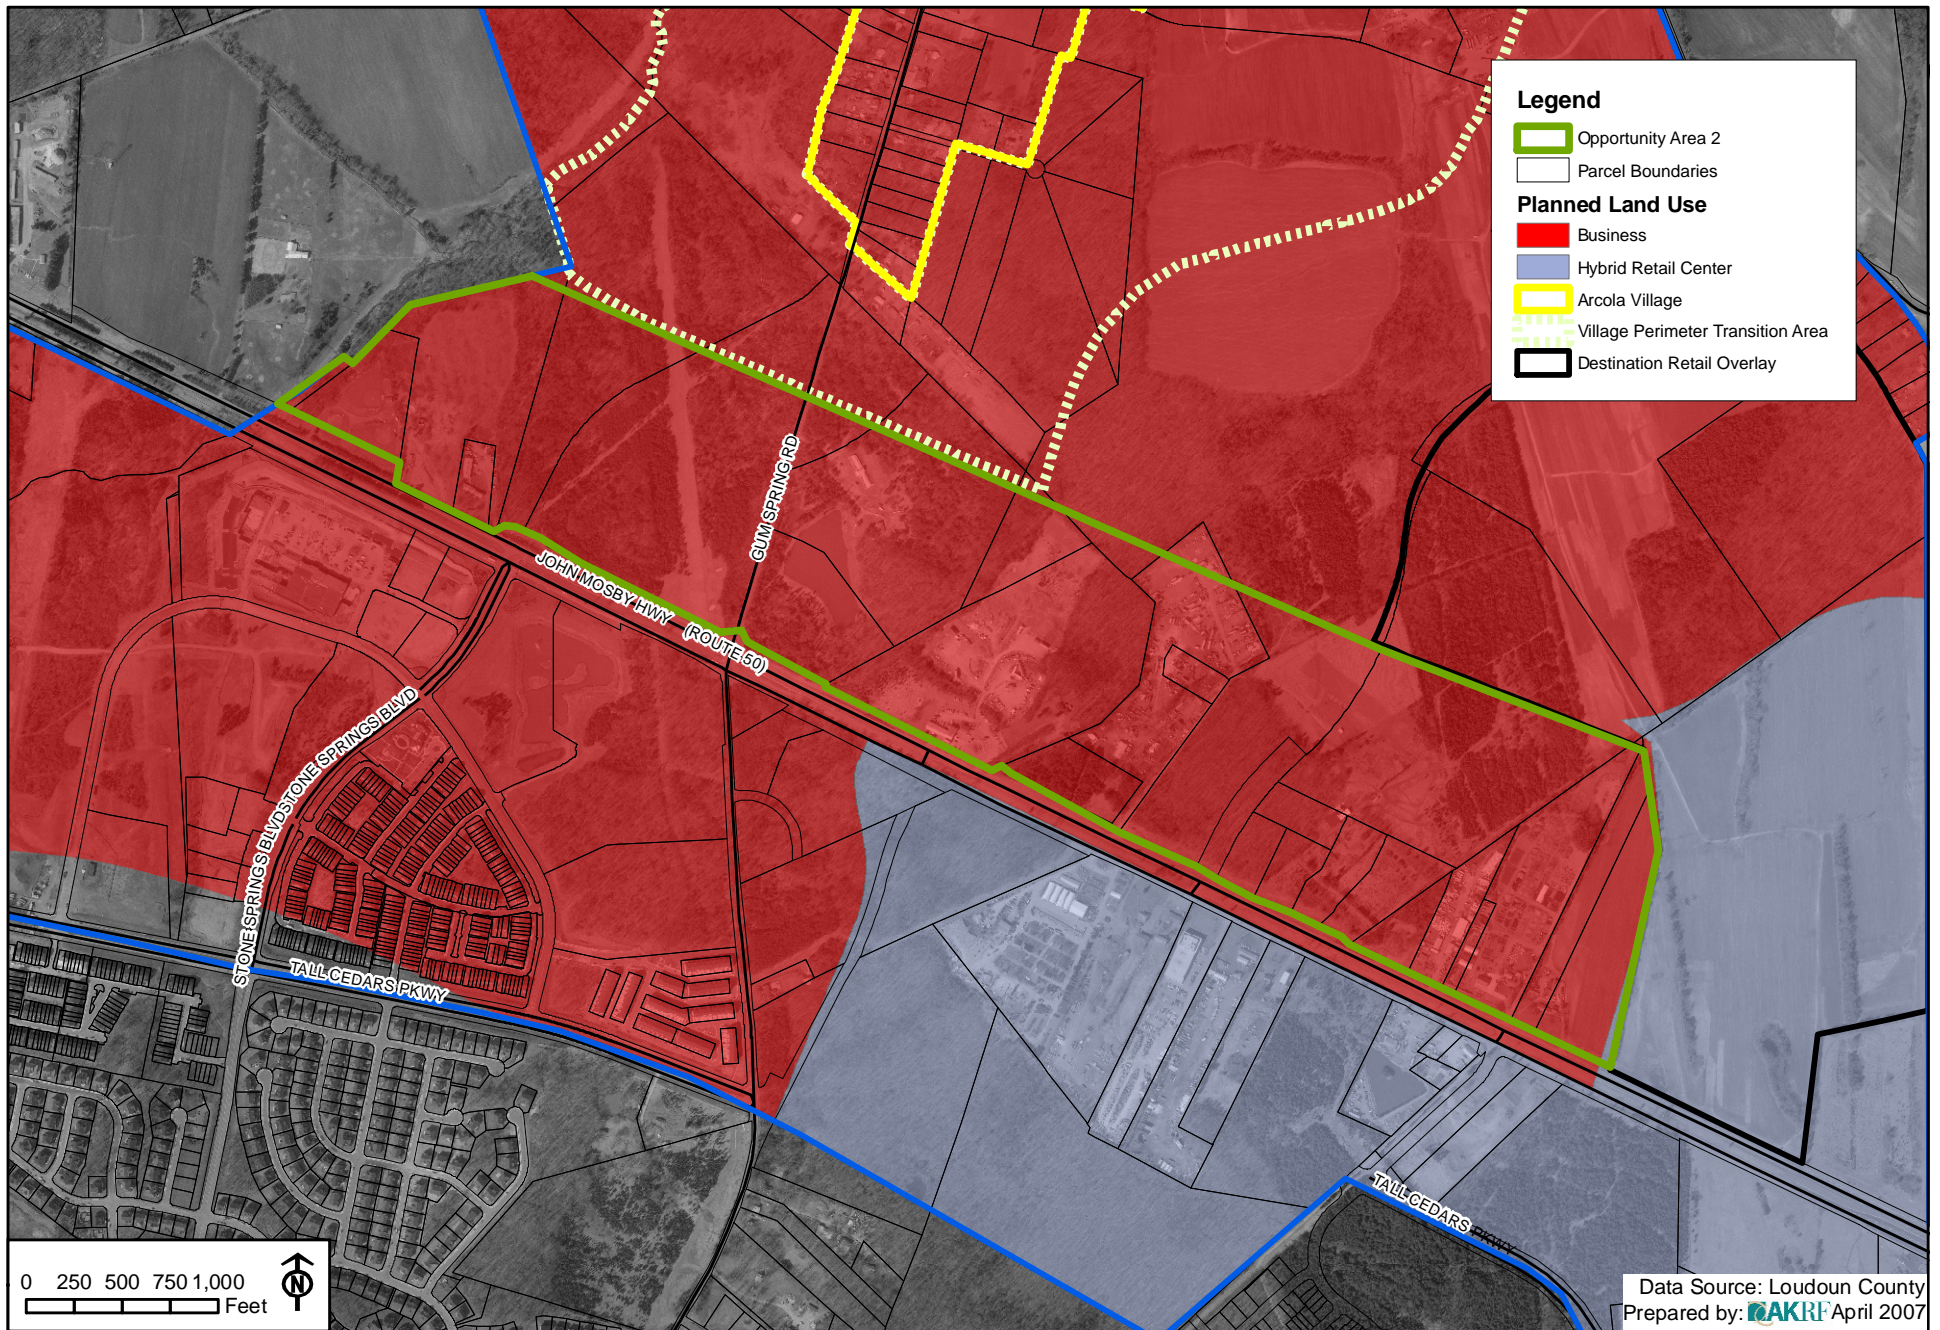 Legend
Opportunity Area 2
Parcel Boundaries
Planned Land Use
Business
Hybrid Retail Center
Arcola Village
Village Perimeter Transition Area
Destination Retail Overlay
GUM SPRING RD
JOHN MOSBY HWY (ROUTE 50)
STONE SPRINGS BLVD
STONE SPRINGS BLVD
TALL CEDARS PKWY
TALL CEDARS PKWY
0 250 500 750 1,000
Feet
N
Data Source: Loudoun County
Prepared by: AKRF April 2007